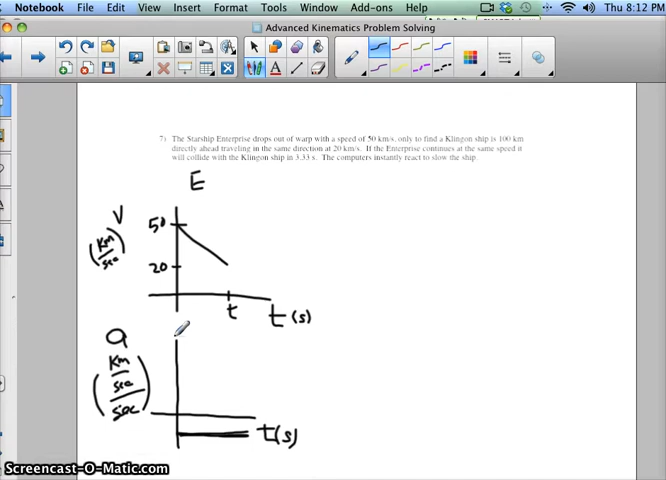 Notebook File Edit View Insert Format Tools Window Add-ons Help Thu 8:12 PM
Advanced Kinematics Problem Solving
7) The Starship Enterprise drops out of warp with a speed of 50 km/s, only to find a Klingon ship is 100 km
directly ahead traveling in the same direction at 20 km/s. If the Enterprise continues at the same speed it
will collide with the Klingon ship in 3.33 s. The computers instantly react to slow the ship.
E
V
(Km/sec)
50
20
t
t(s)
a
(Km/sec/sec)
t(s)
Screencast-O-Matic.com